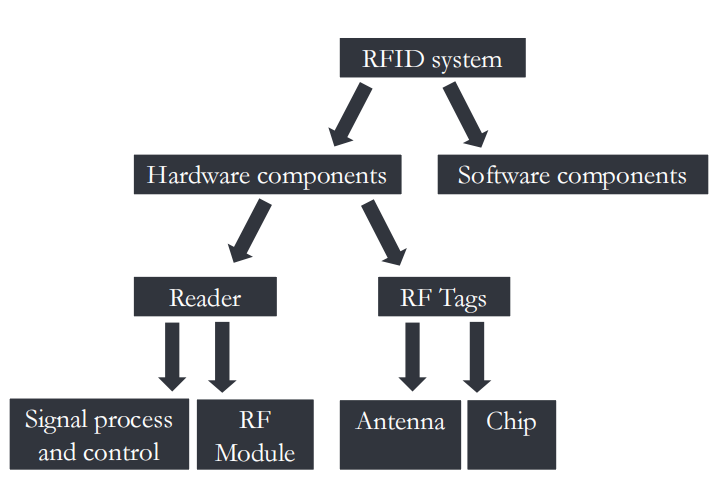 RFID system
Hardware components
Software components
Reader
RF Tags
Signal process
and control
RF
Module
Antenna
Chip